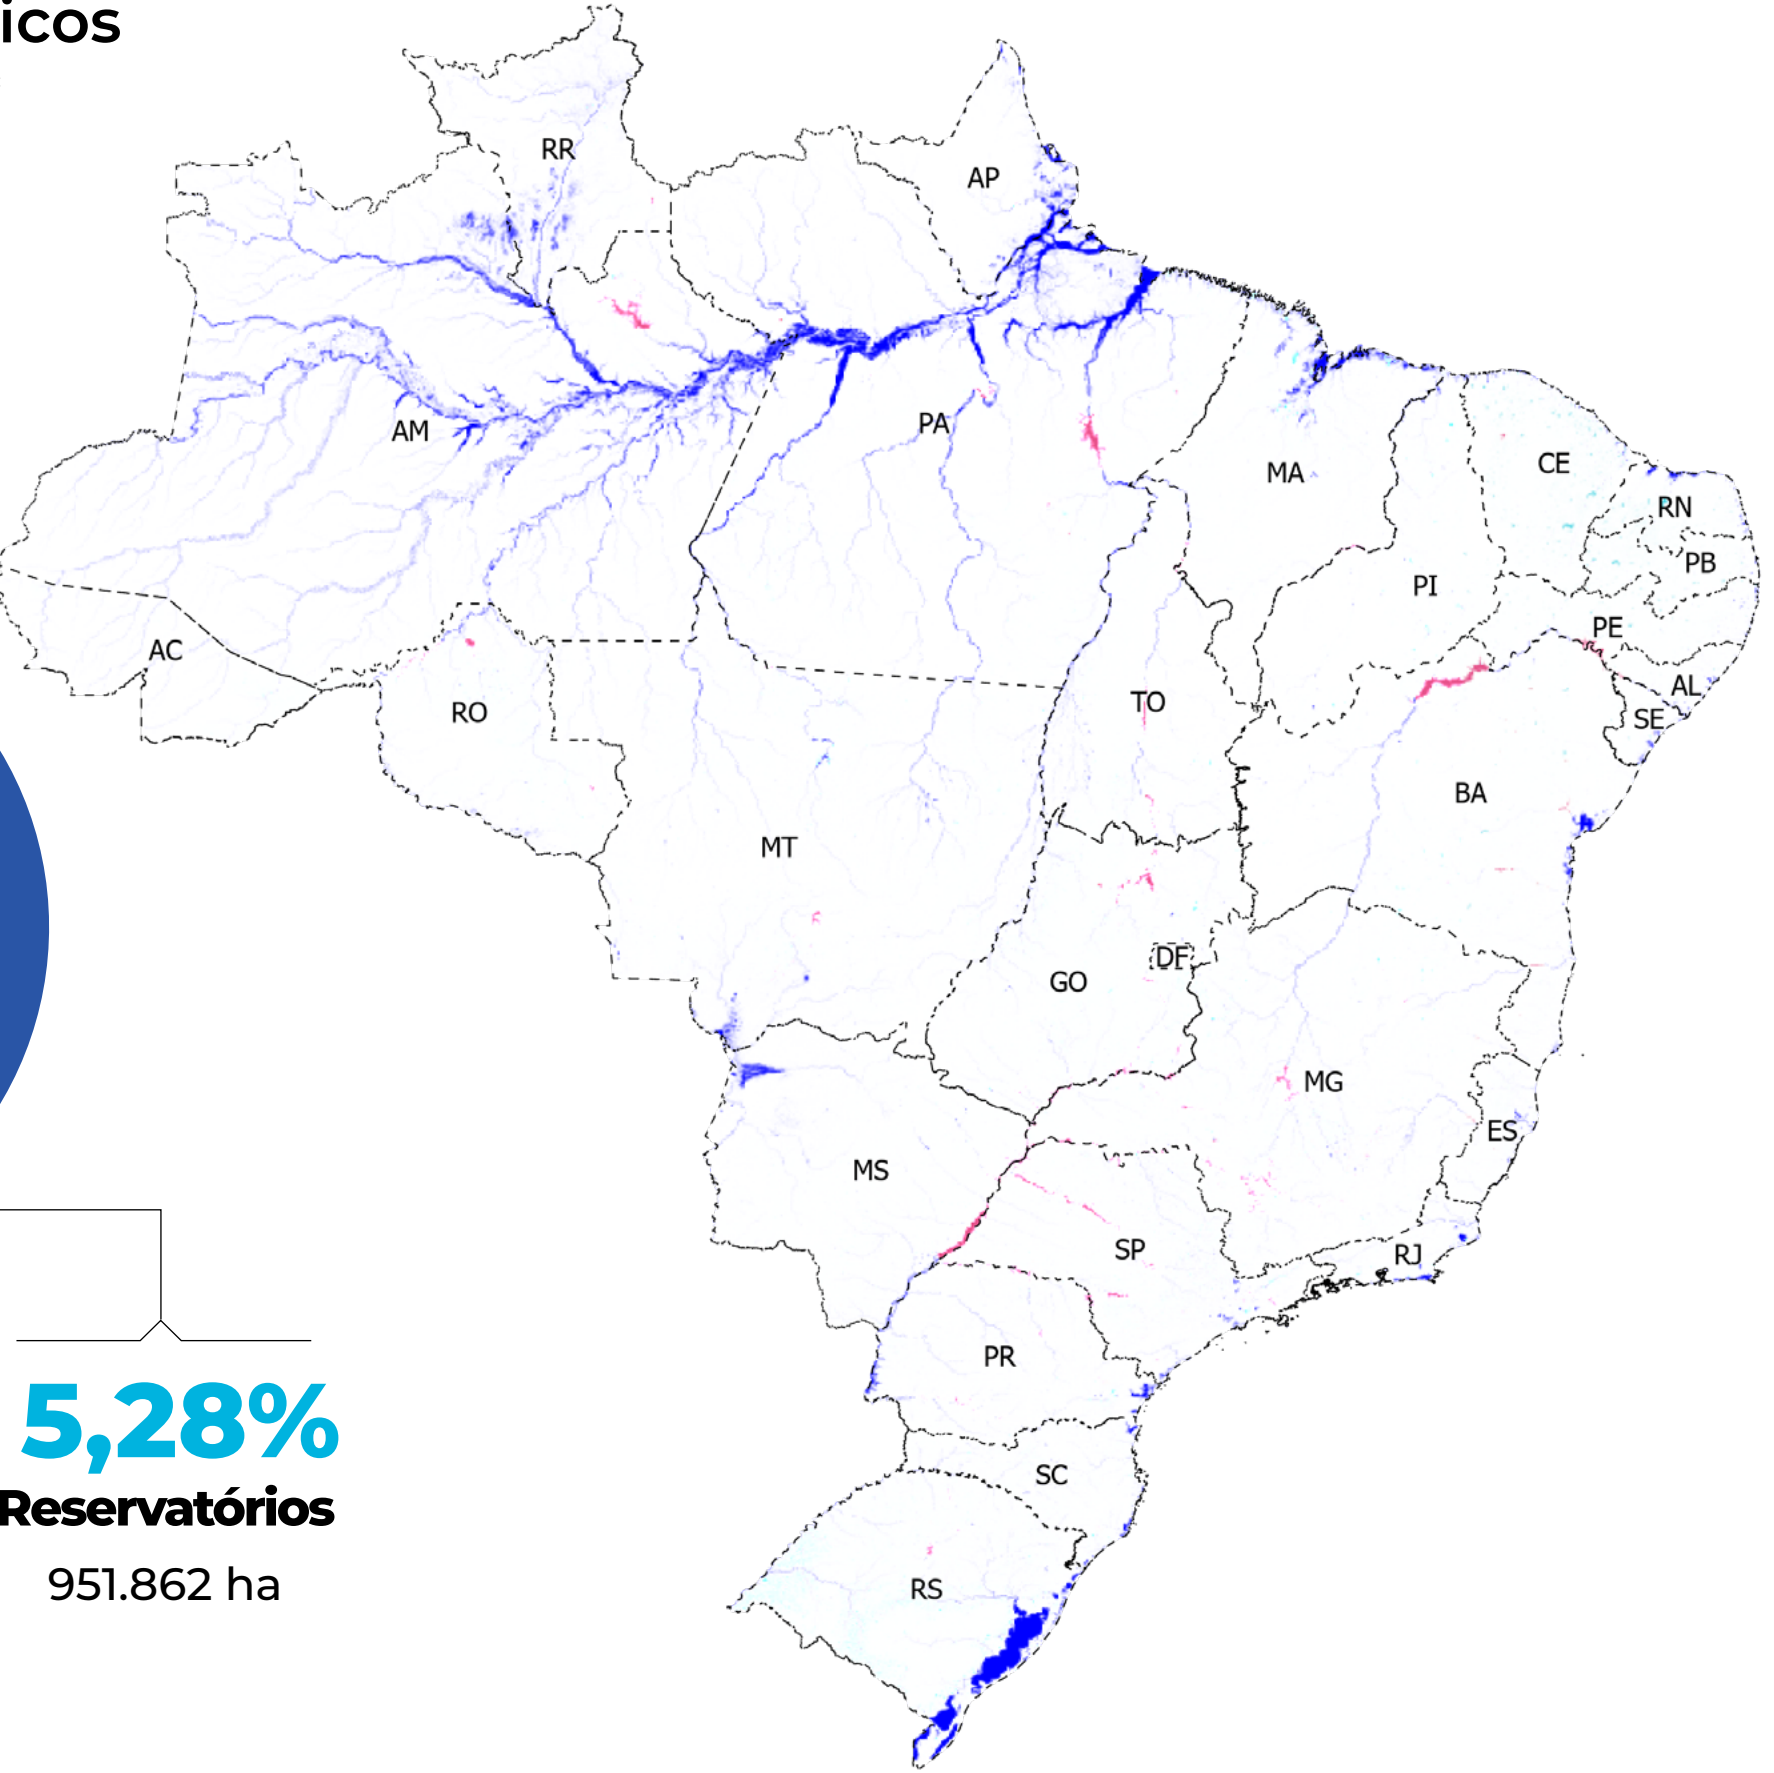 icos
RR
AP
AM
PA
MA
CE
RN
PB
PI
PE
AC
AL
TO
RO
SE
BA
MT
DF
GO
MG
ES
MS
SP
RJ
PR
5,28%
SC
Reservatórios
951.862 ha
RS